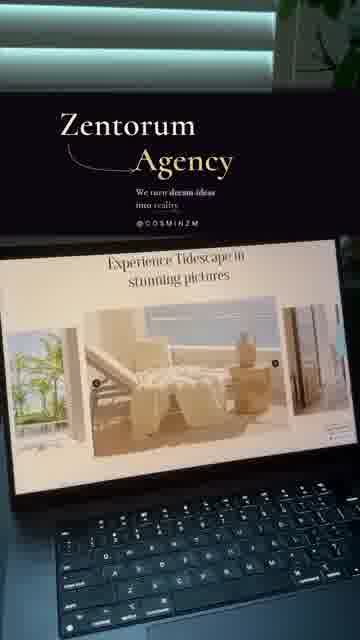 Zentorum
Agency
We turn dream ideas
into reality
@COSMINZM
Experience Tidescape in
stunning pictures